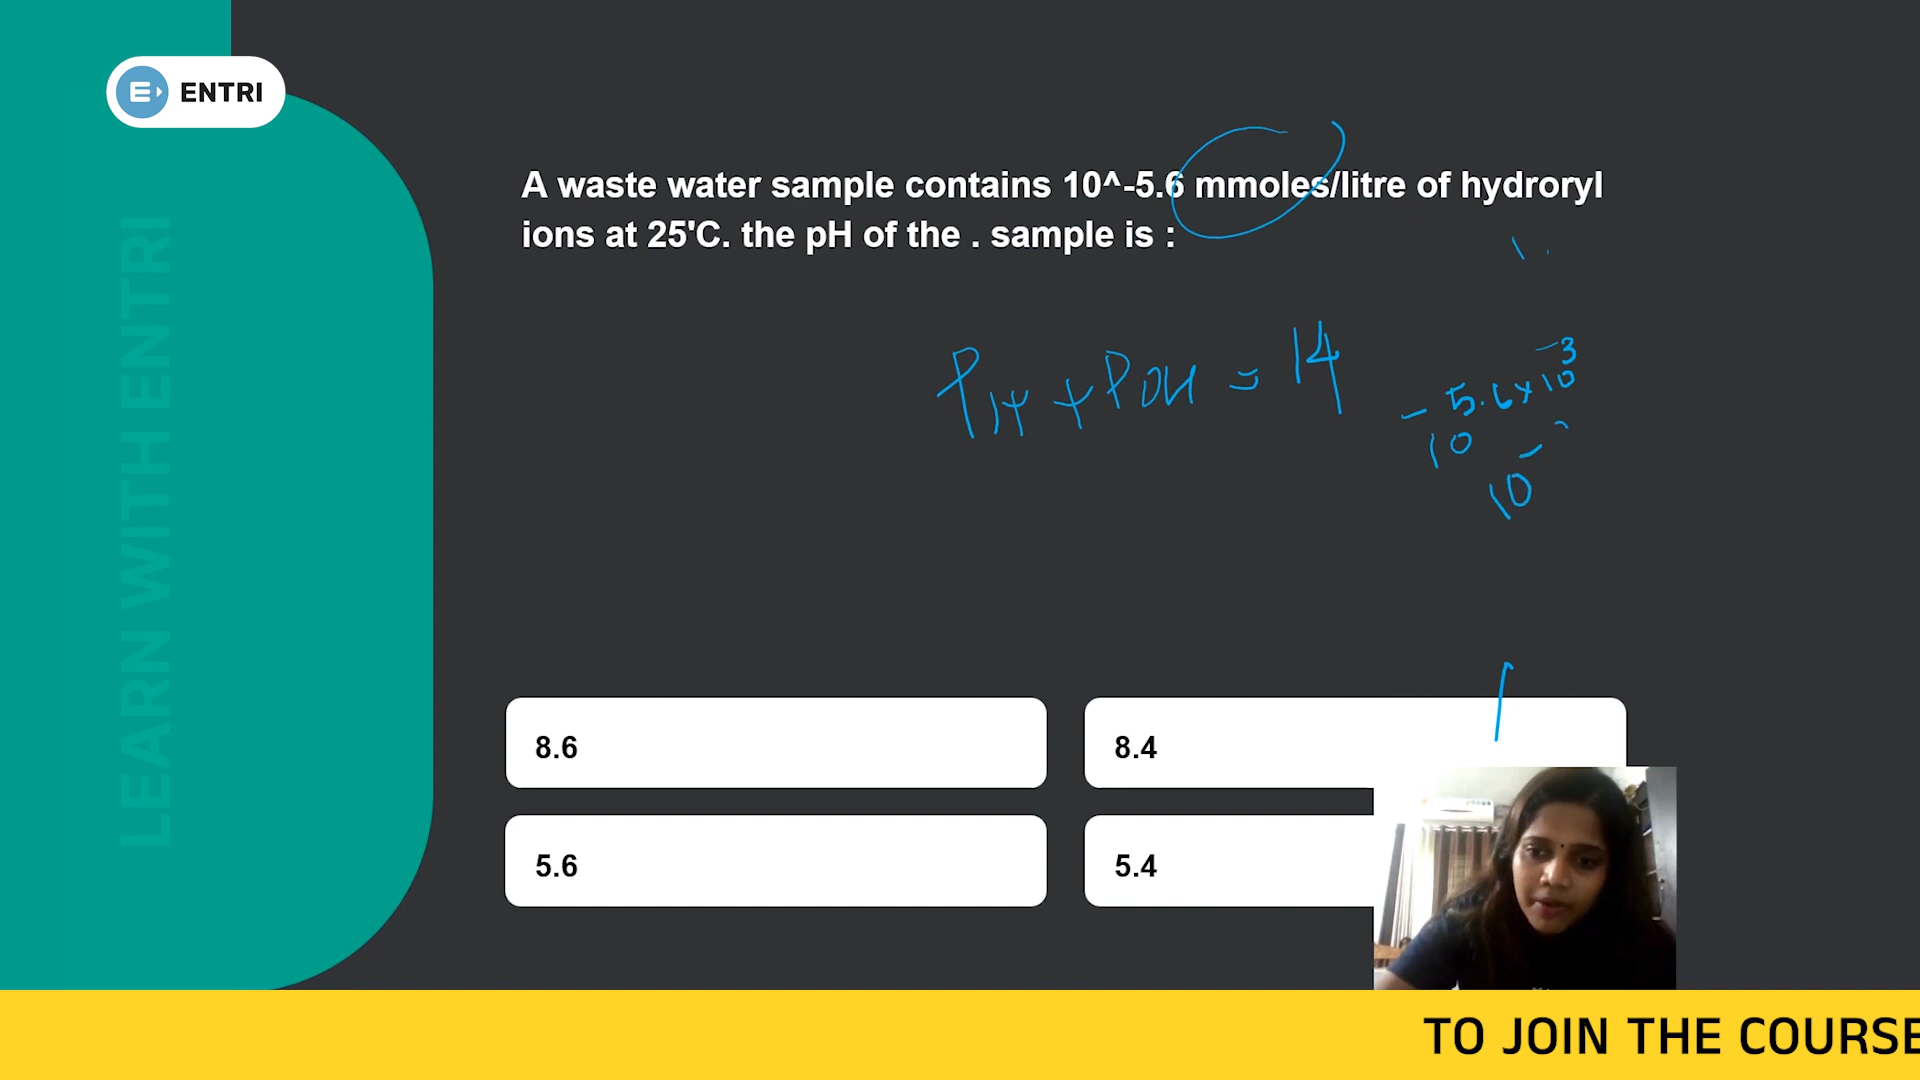 ENTRI
LEARN WITH ENTRI
A waste water sample contains 10^-5.6 mmoles/litre of hydroryl
ions at 25'C. the pH of the . sample is :
PH + POH = 14
-5.6 x 10 -3
10
10 -
8.6
8.4
5.6
5.4
TO JOIN THE COURSE